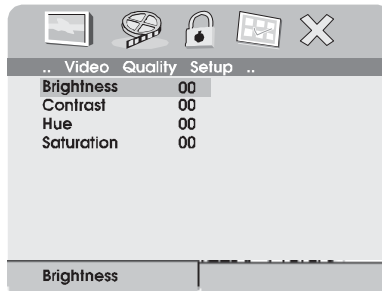 .. Video Quality Setup ..
Brightness 00
Contrast 00
Hue 00
Saturation 00
Brightness